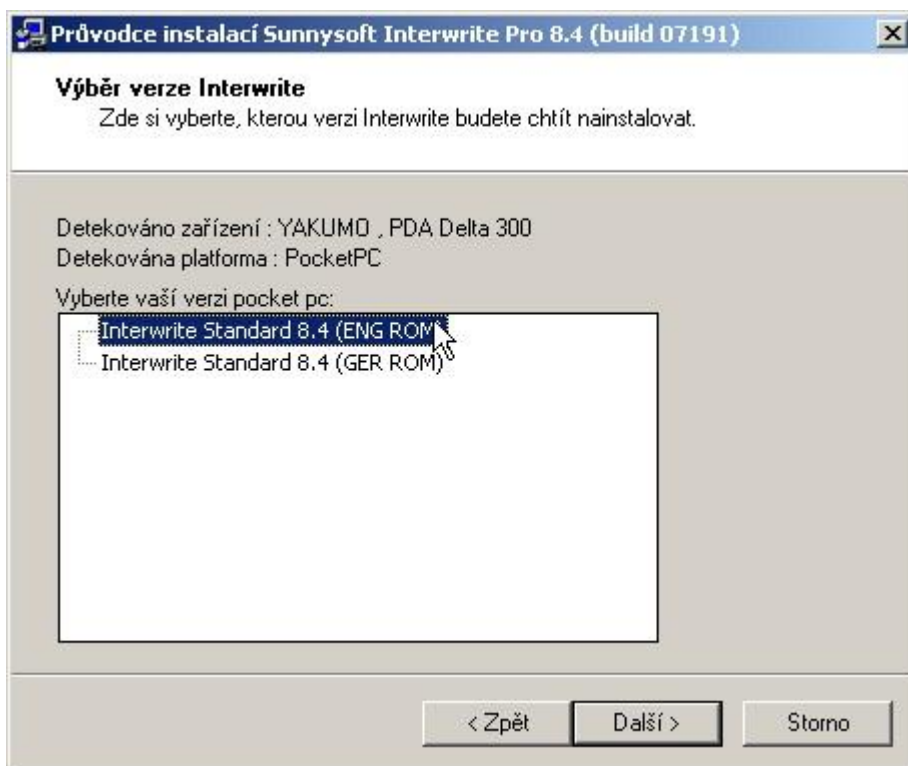 Průvodce instalací Sunnysoft Interwrite Pro 8.4 (build 07191)
Výběr verze Interwrite
Zde si vyberte, kterou verzi Interwrite budete chtít nainstalovat.
Detekováno zařízení : YAKUMO , PDA Delta 300
Detekována platforma : PocketPC
Vyberte vaší verzi pocket pc:
Interwrite Standard 8.4 (ENG ROM)
Interwrite Standard 8.4 (GER ROM)
< Zpět Další > Storno